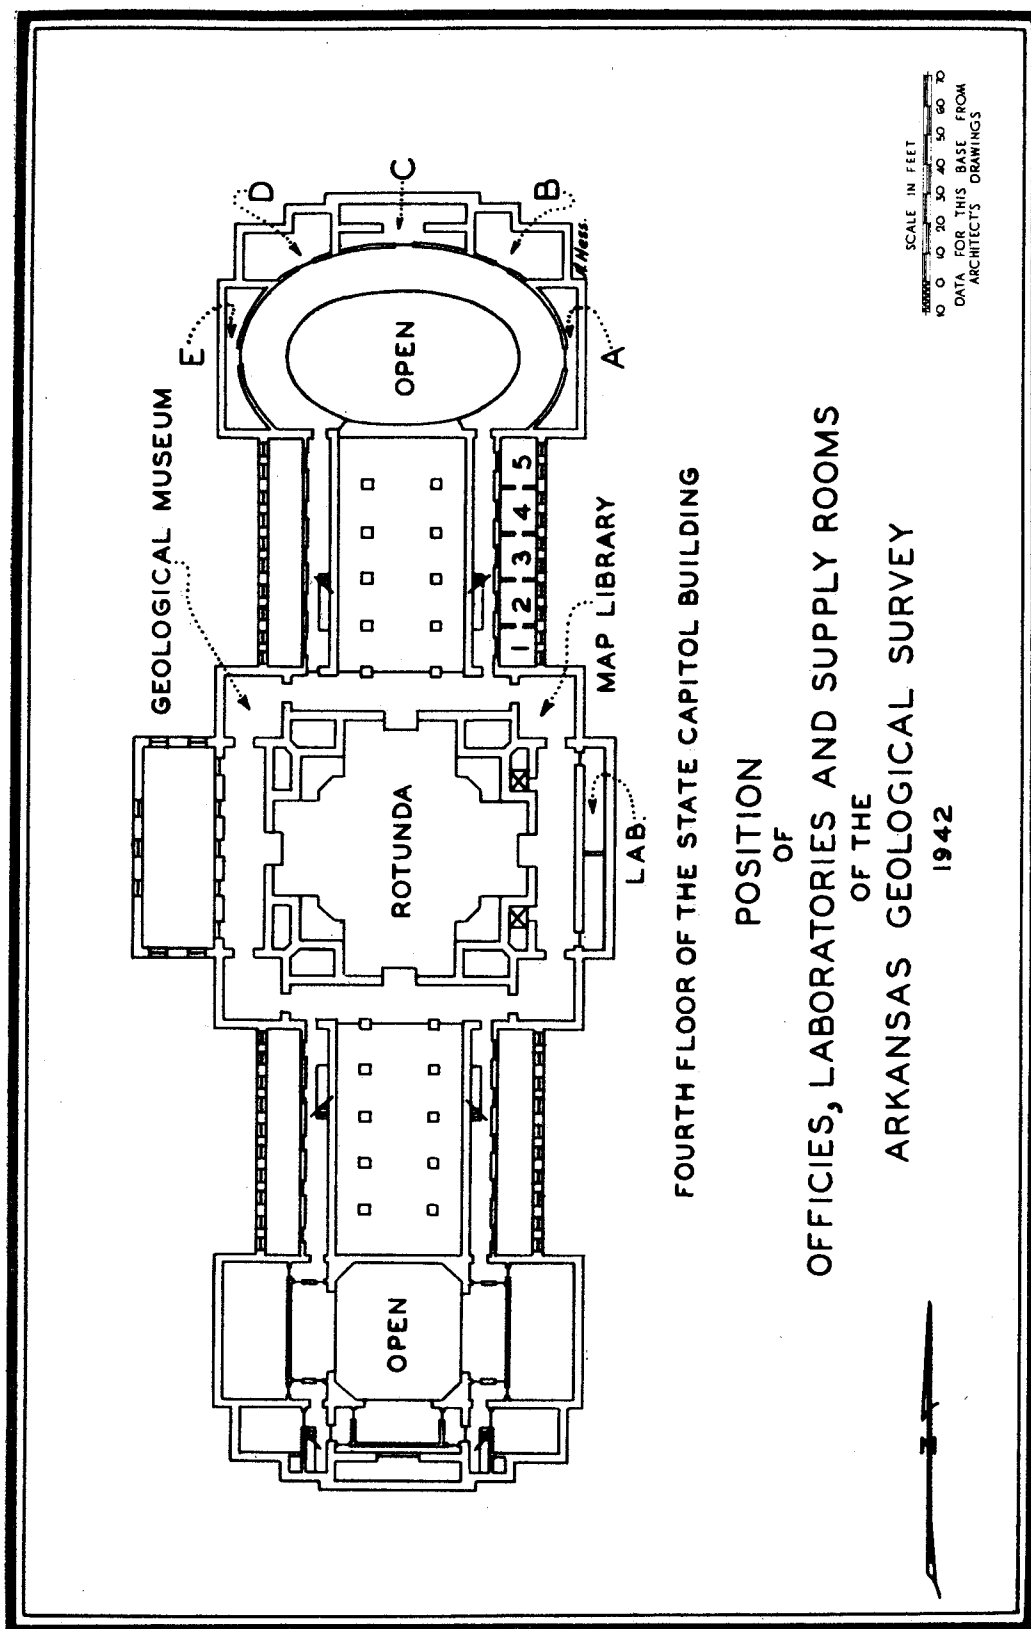 GEOLOGICAL MUSEUM
E
D
C
B
A
OPEN
ROTUNDA
OPEN
1 2 3 4 5
MAP LIBRARY
LAB.
A Hess.
FOURTH FLOOR OF THE STATE CAPITOL BUILDING
POSITION
OF
OFFICIES, LABORATORIES AND SUPPLY ROOMS
OF THE
ARKANSAS GEOLOGICAL SURVEY
1942
N
SCALE IN FEET
10 0 10 20 30 40 50 60 70
DATA FOR THIS BASE FROM
ARCHITECT'S DRAWINGS